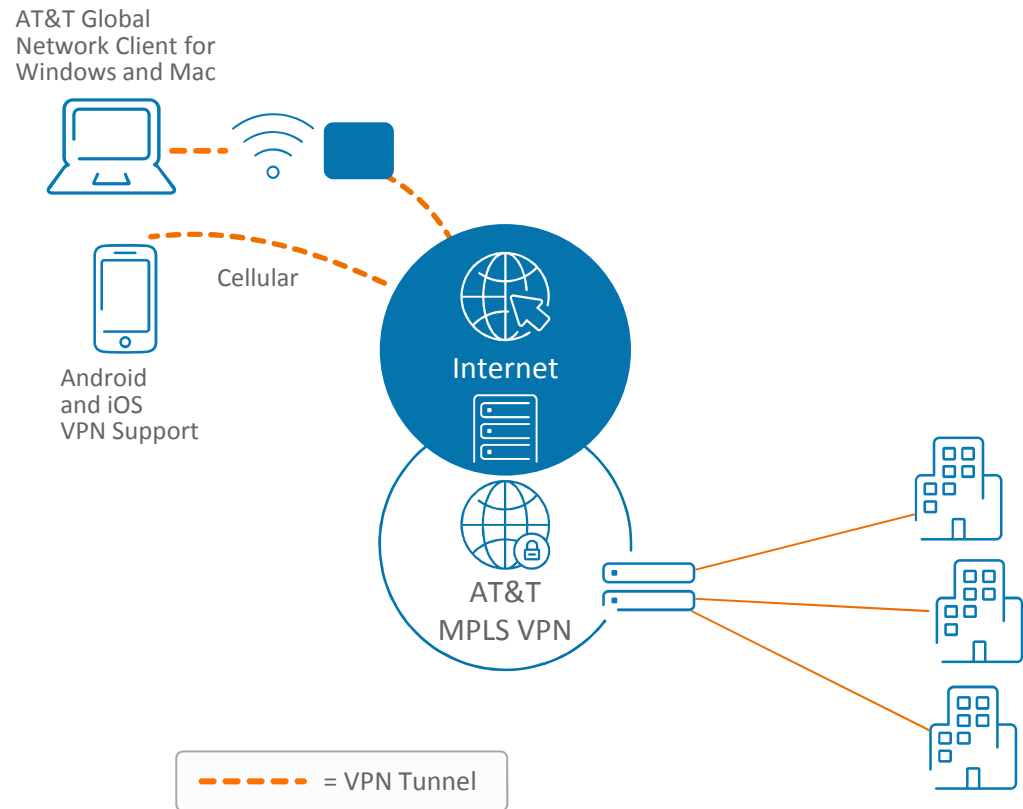 AT&T Global
Network Client for
Windows and Mac
Cellular
Android
and iOS
VPN Support
Internet
AT&T
MPLS VPN
= VPN Tunnel